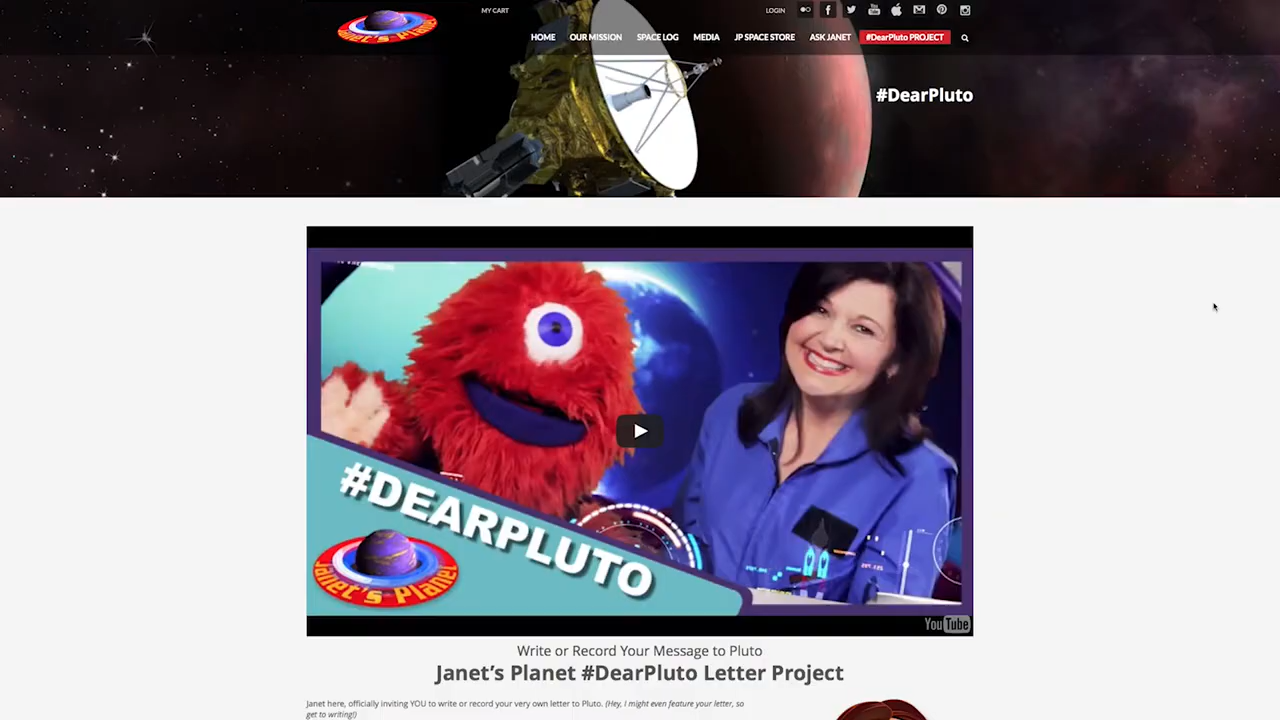 Janet's Planet
MY CART
LOGIN
HOME OUR MISSION SPACE LOG MEDIA JP SPACE STORE ASK JANET #DearPluto PROJECT
#DearPluto
#DEARPLUTO
Janet's Planet
YouTube
Write or Record Your Message to Pluto
Janet's Planet #DearPluto Letter Project
Janet here, officially inviting YOU to write or record your very own letter to Pluto. (Hey, I might even feature your letter, so
get to writing!)